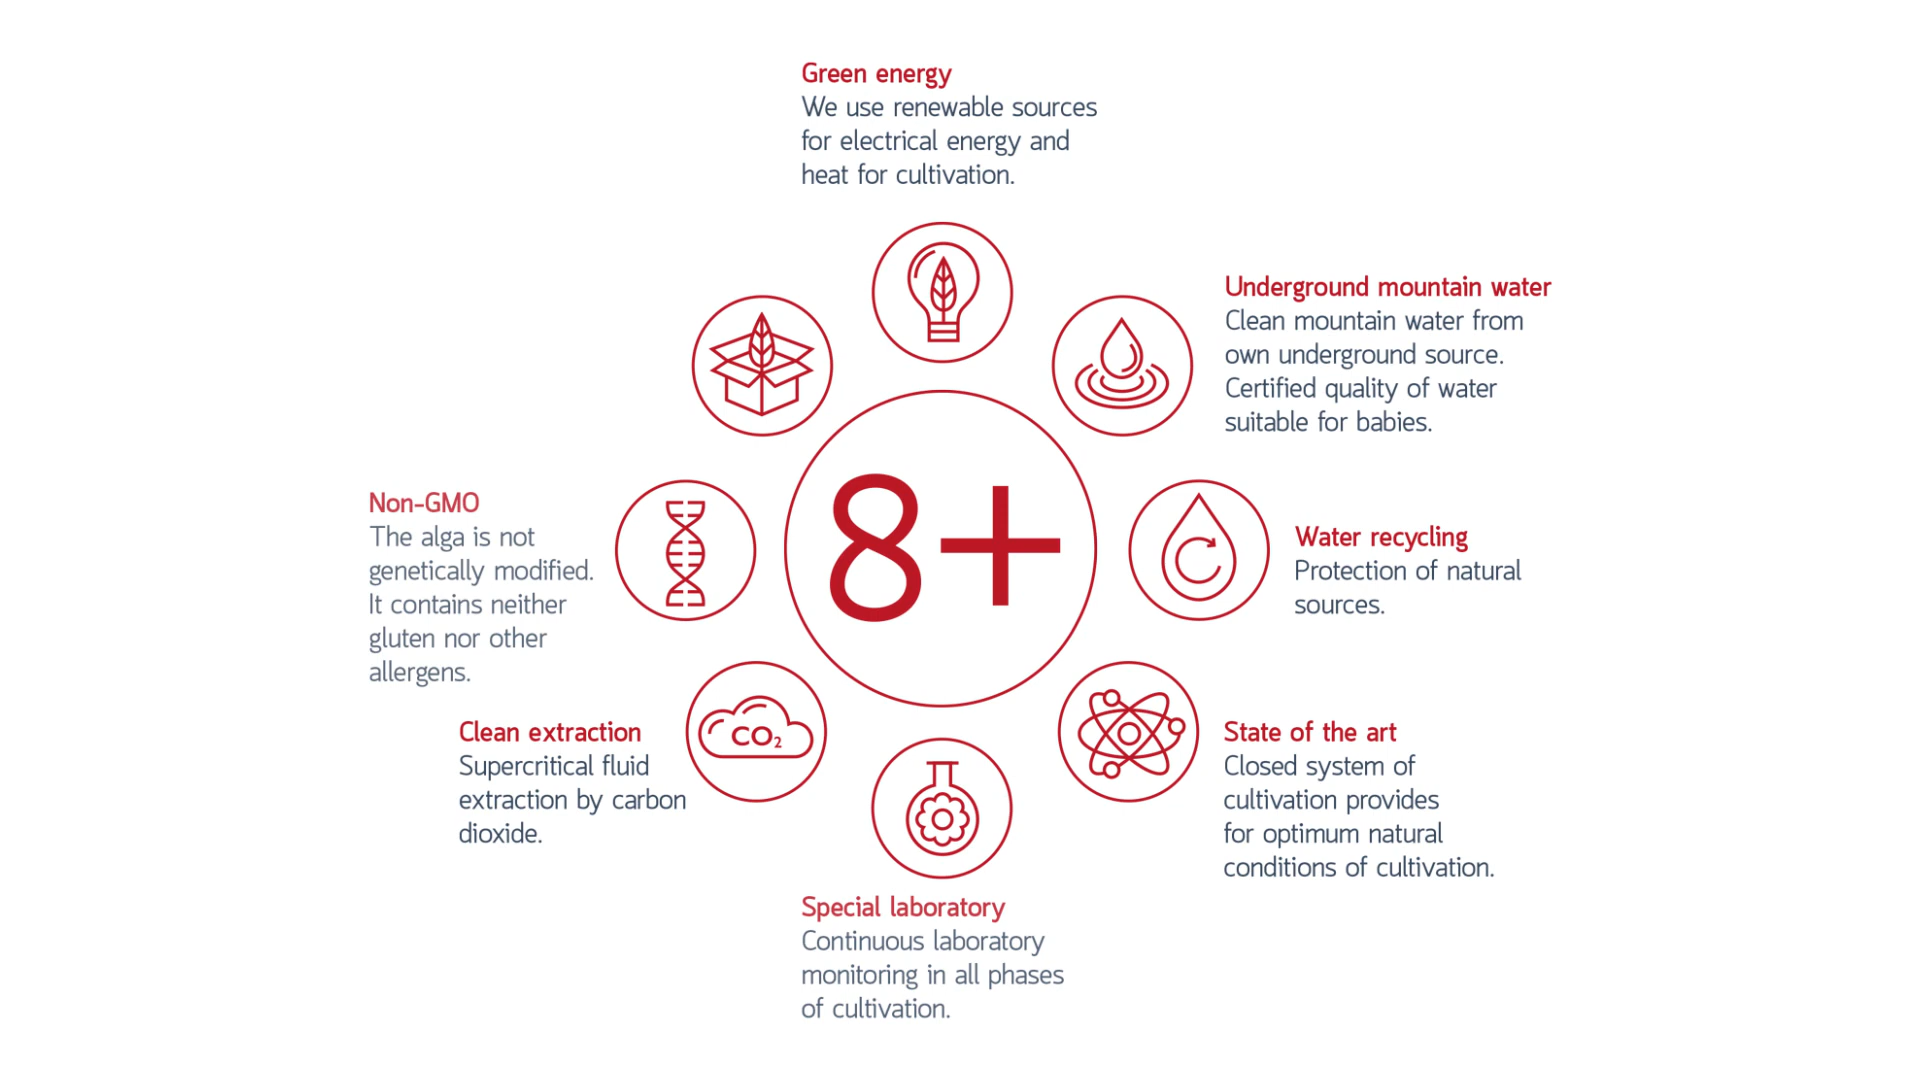 Green energy
We use renewable sources
for electrical energy and
heat for cultivation.
Underground mountain water
Clean mountain water from
own underground source.
Certified quality of water
suitable for babies.
8+
Non-GMO
The alga is not
genetically modified.
It contains neither
gluten nor other
allergens.
Water recycling
Protection of natural
sources.
Clean extraction
Supercritical fluid
extraction by carbon
dioxide.
CO₂
State of the art
Closed system of
cultivation provides
for optimum natural
conditions of cultivation.
Special laboratory
Continuous laboratory
monitoring in all phases
of cultivation.